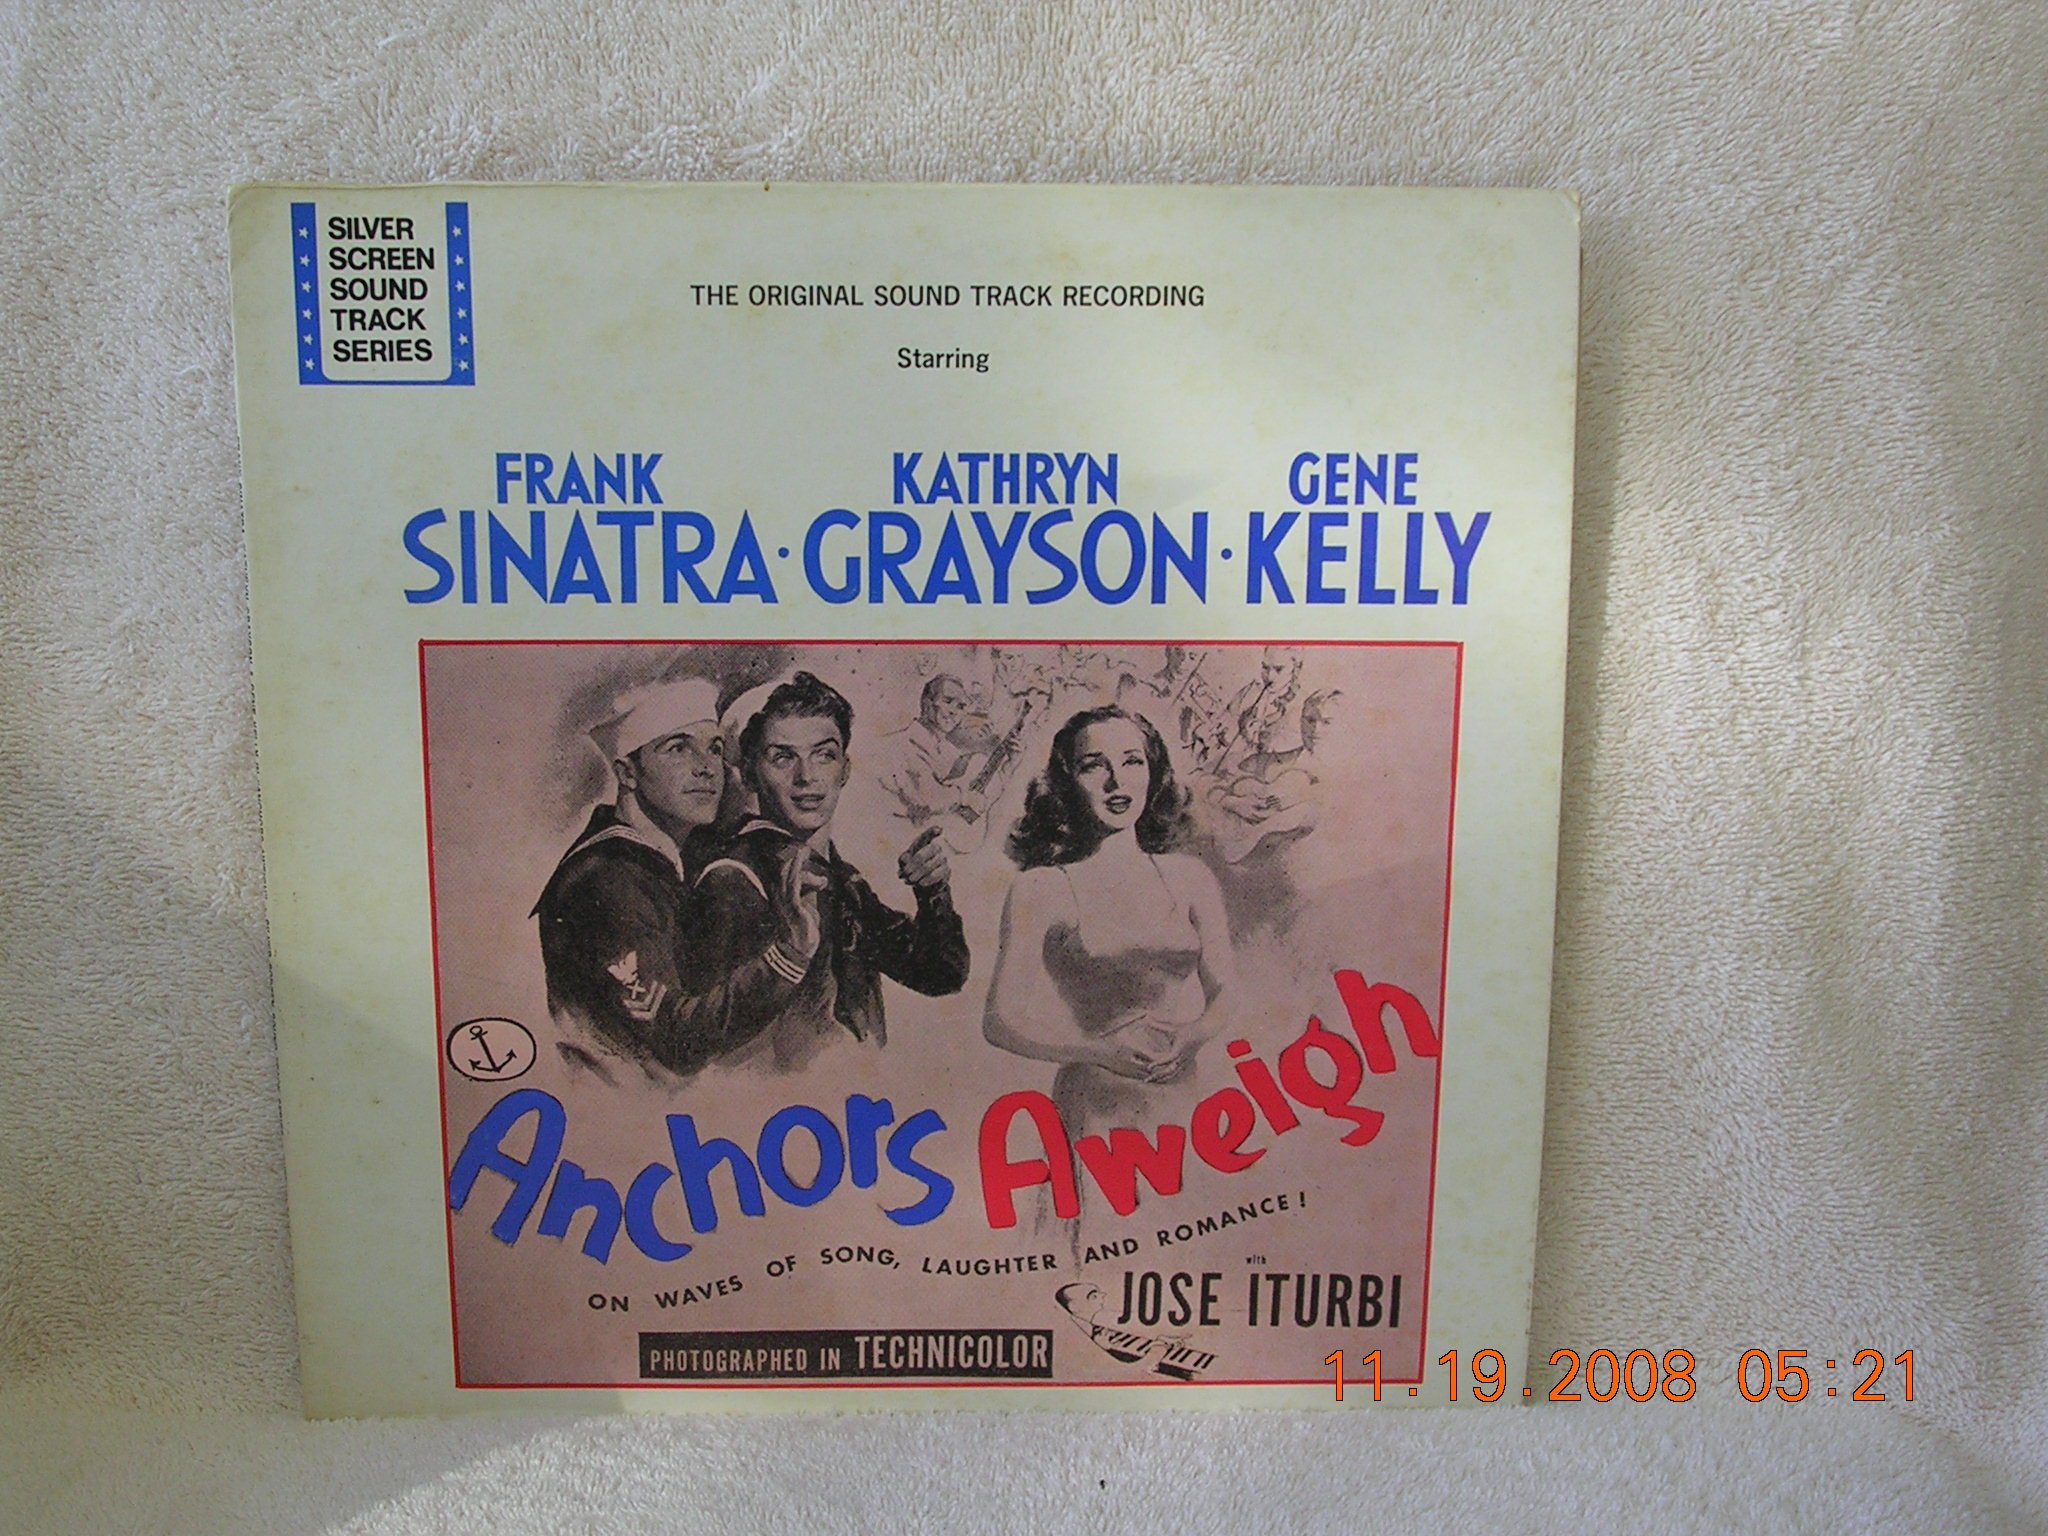 SILVER
SCREEN
SOUND
TRACK
SERIES
THE ORIGINAL SOUND TRACK RECORDING
Starring
FRANK KATHRYN GENE
SINATRA · GRAYSON · KELLY
Anchors Aweigh
ON WAVES OF SONG, LAUGHTER AND ROMANCE!
with
JOSE ITURBI
PHOTOGRAPHED IN TECHNICOLOR
11.19.2008 05:21